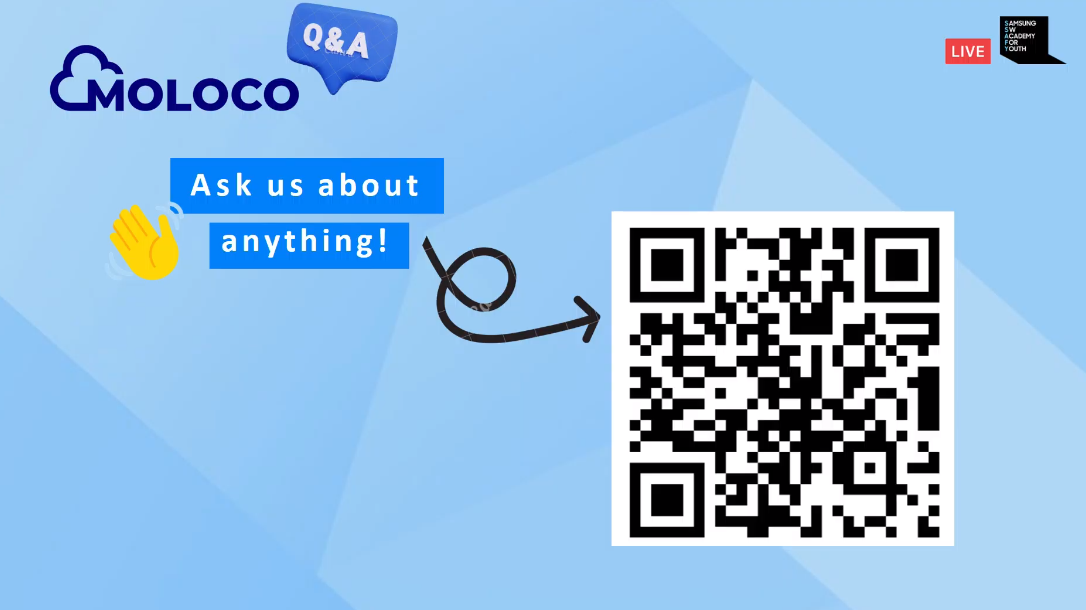 Q&A
MOLOCO
LIVE
SAMSUNG
SW
ACADEMY
FOR
YOUTH
Ask us about
anything!